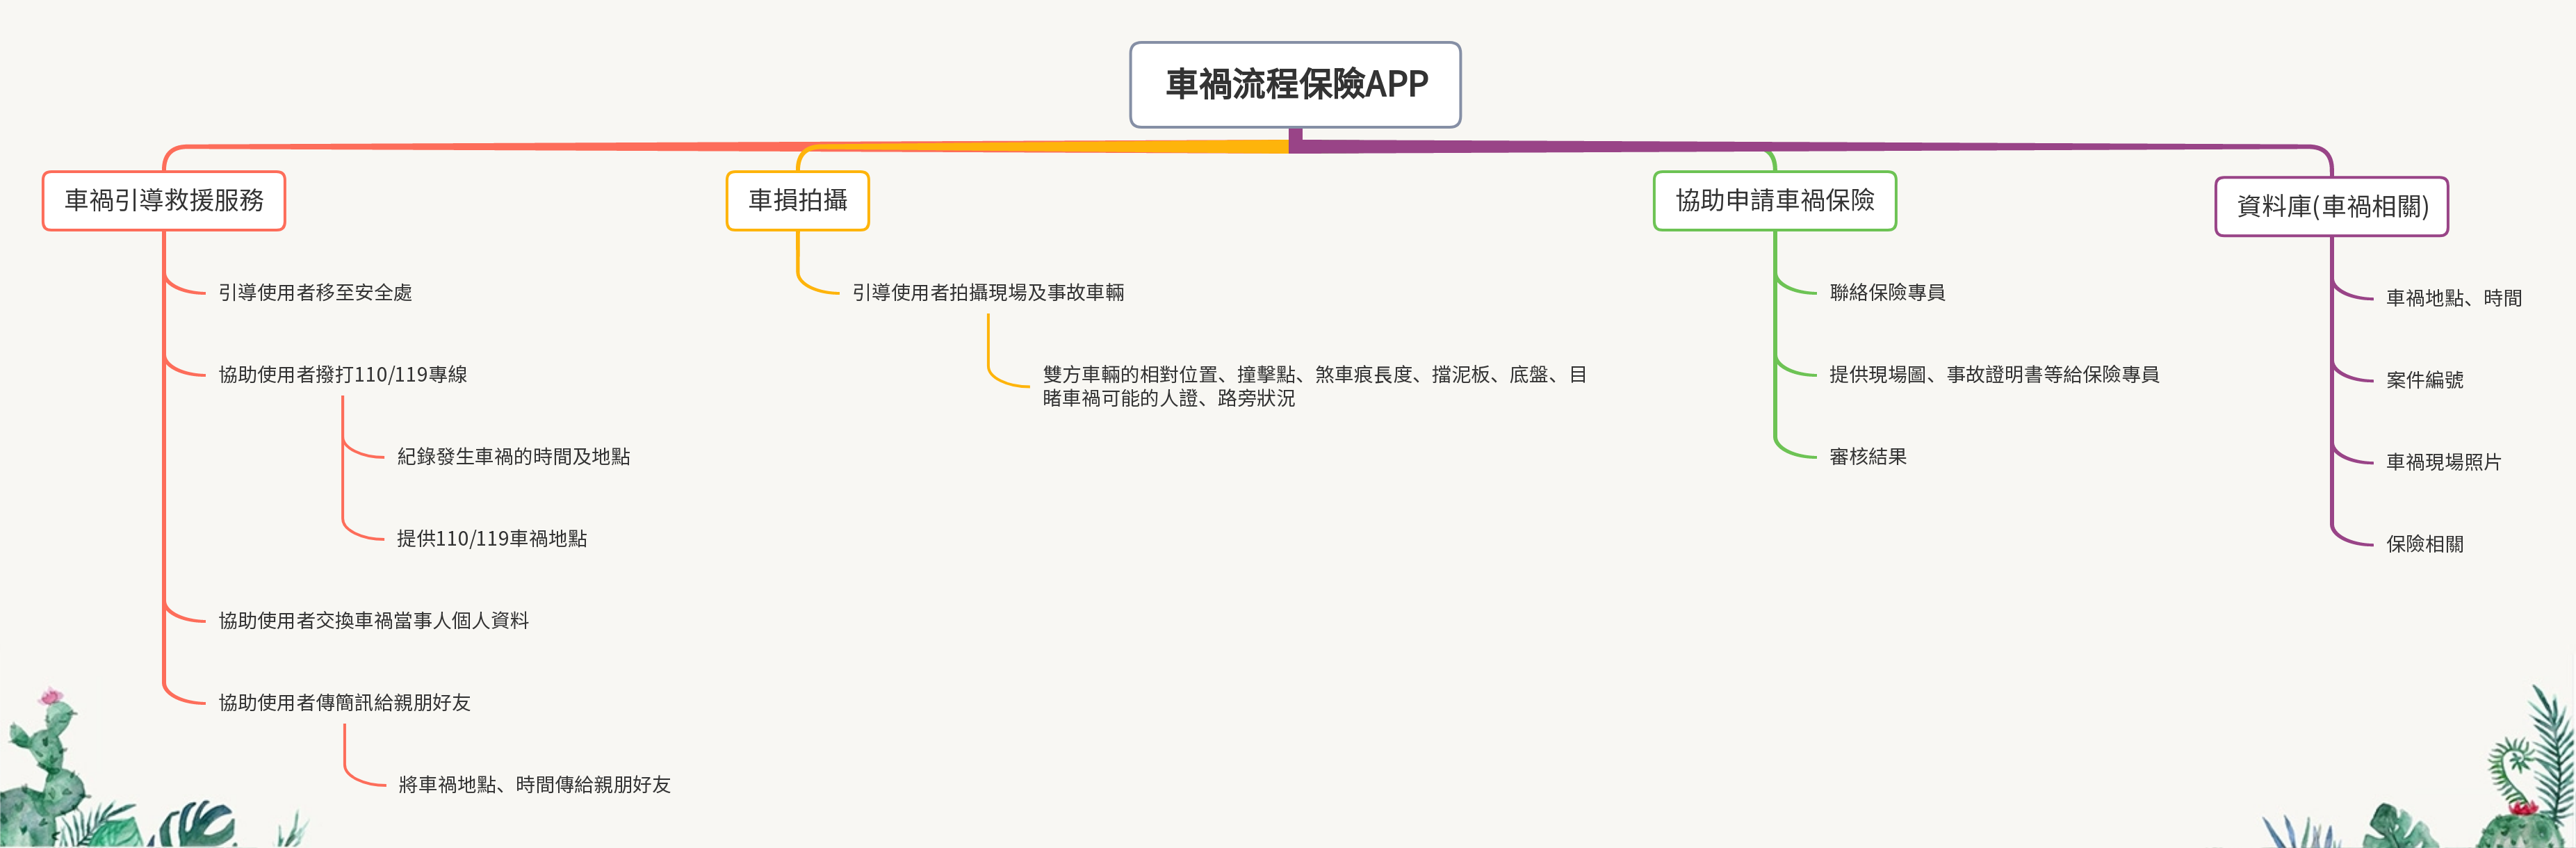 車禍流程保險APP
車禍引導救援服務
引導使用者移至安全處
協助使用者撥打110/119專線
紀錄發生車禍的時間及地點
提供110/119車禍地點
協助使用者交換車禍當事人個人資料
協助使用者傳簡訊給親朋好友
將車禍地點、時間傳給親朋好友
車損拍攝
引導使用者拍攝現場及事故車輛
雙方車輛的相對位置、撞擊點、煞車痕長度、擋泥板、底盤、目
睹車禍可能的人證、路旁狀況
協助申請車禍保險
聯絡保險專員
提供現場圖、事故證明書等給保險專員
審核結果
資料庫(車禍相關)
車禍地點、時間
案件編號
車禍現場照片
保險相關